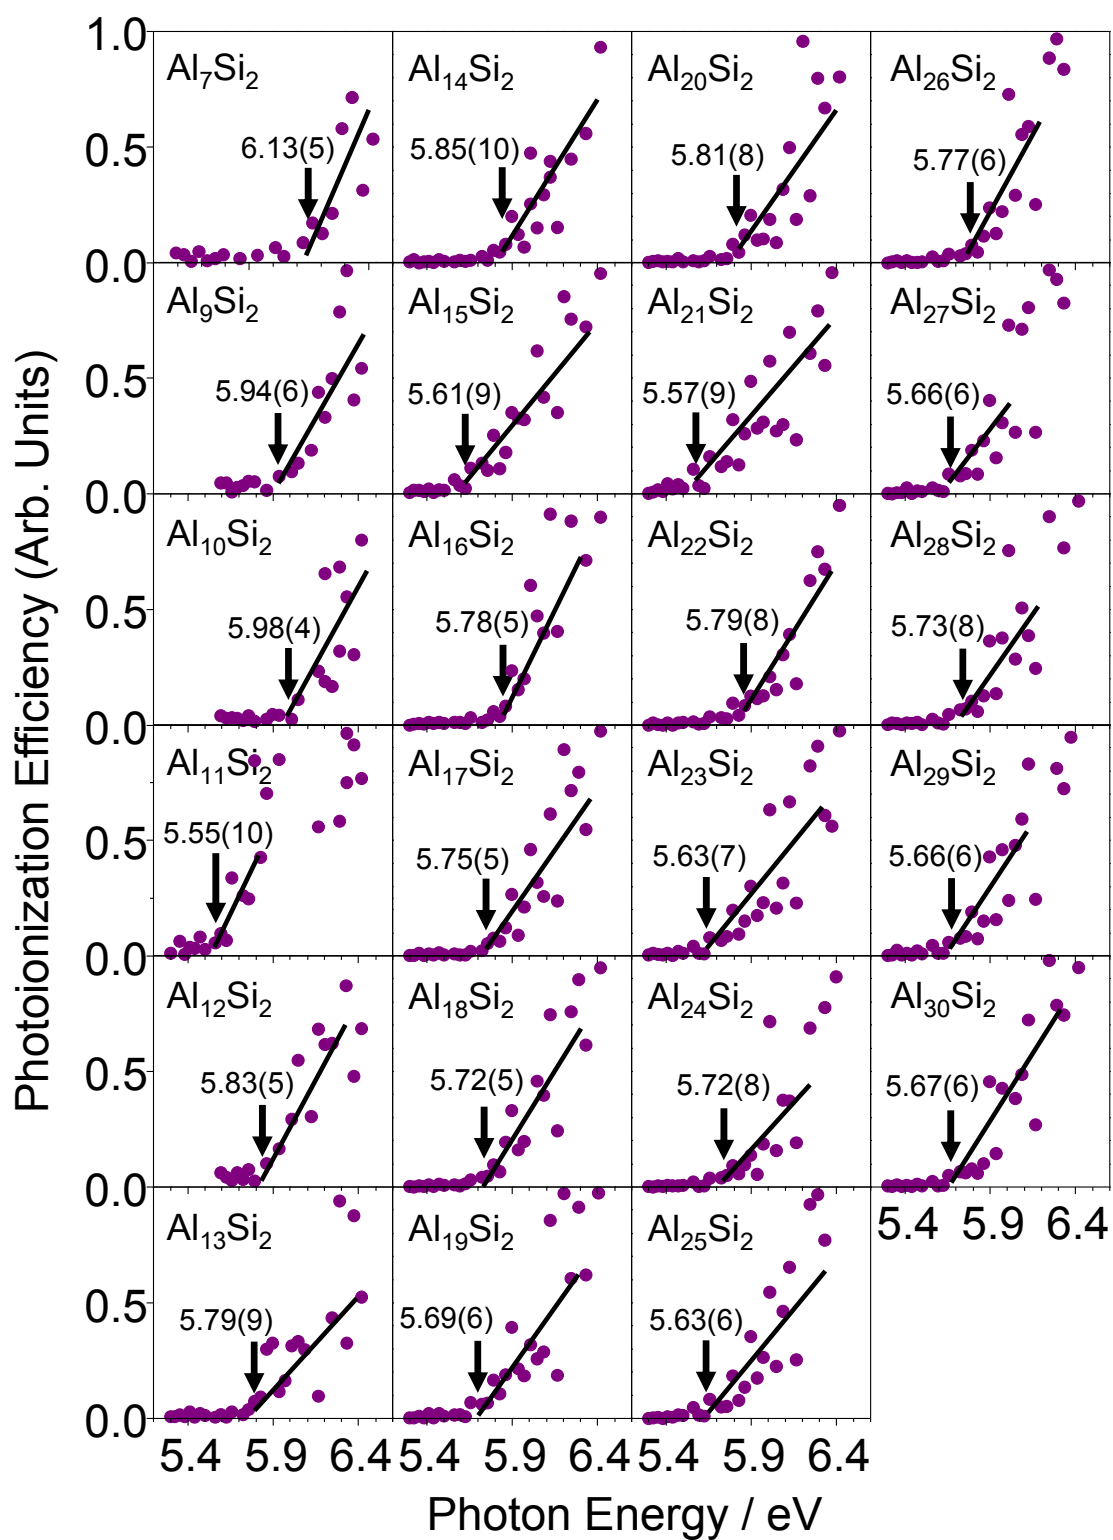 Photoionization Efficiency (Arb. Units)
1.0
0.5
0.0
Al₇Si₂
6.13(5)
Al₁₄Si₂
5.85(10)
Al₂₀Si₂
5.81(8)
Al₂₆Si₂
5.77(6)
0.5
0.0
Al₉Si₂
5.94(6)
Al₁₅Si₂
5.61(9)
Al₂₁Si₂
5.57(9)
Al₂₇Si₂
5.66(6)
0.5
0.0
Al₁₀Si₂
5.98(4)
Al₁₆Si₂
5.78(5)
Al₂₂Si₂
5.79(8)
Al₂₈Si₂
5.73(8)
0.5
0.0
Al₁₁Si₂
5.55(10)
Al₁₇Si₂
5.75(5)
Al₂₃Si₂
5.63(7)
Al₂₉Si₂
5.66(6)
0.5
0.0
Al₁₂Si₂
5.83(5)
Al₁₈Si₂
5.72(5)
Al₂₄Si₂
5.72(8)
Al₃₀Si₂
5.67(6)
5.4 5.9 6.4
0.5
0.0
Al₁₃Si₂
5.79(9)
Al₁₉Si₂
5.69(6)
Al₂₅Si₂
5.63(6)
5.4 5.9 6.4 5.4 5.9 6.4 5.4 5.9 6.4
Photon Energy / eV